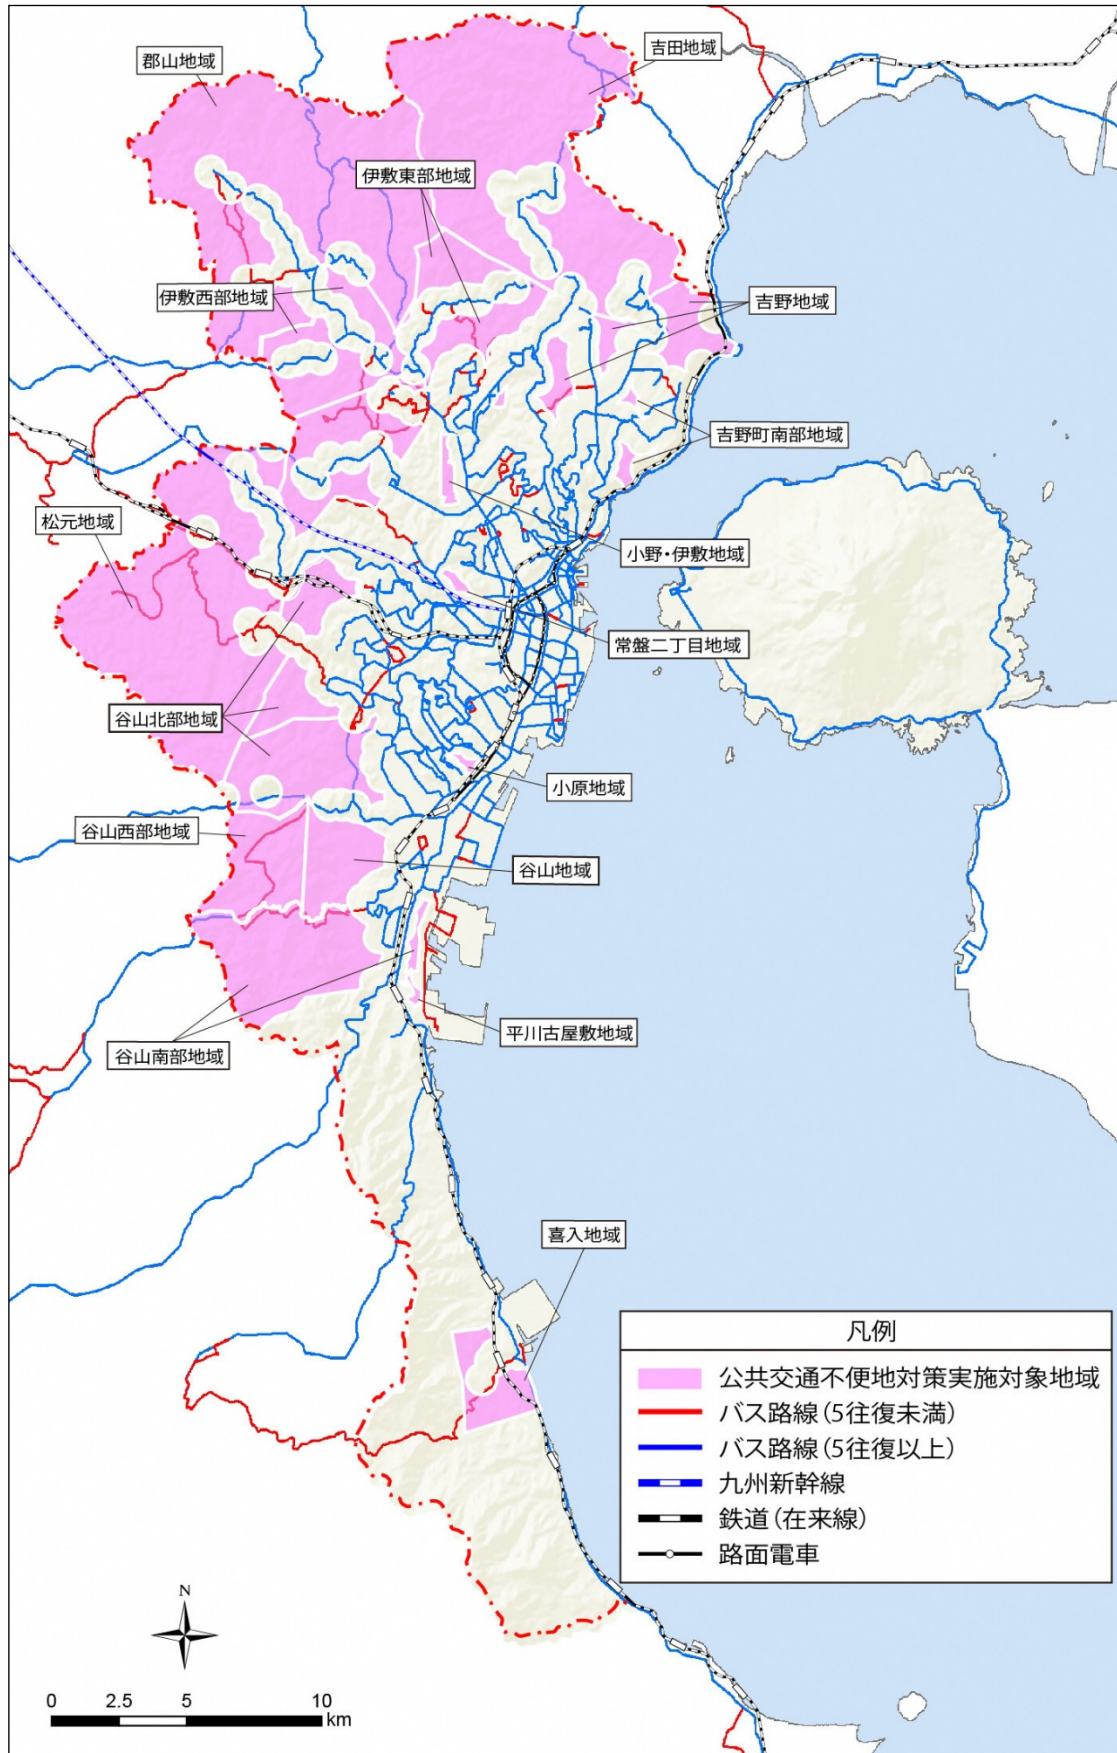 吉田地域
郡山地域
伊敷東部地域
伊敷西部地域
吉野地域
吉野町南部地域
松元地域
小野・伊敷地域
常盤二丁目地域
谷山北部地域
小原地域
谷山西部地域
谷山地域
平川古屋敷地域
谷山南部地域
喜入地域
凡例
公共交通不便地対策実施対象地域
バス路線(5往復未満)
バス路線(5往復以上)
九州新幹線
鉄道(在来線)
路面電車
N
0 2.5 5 10
km